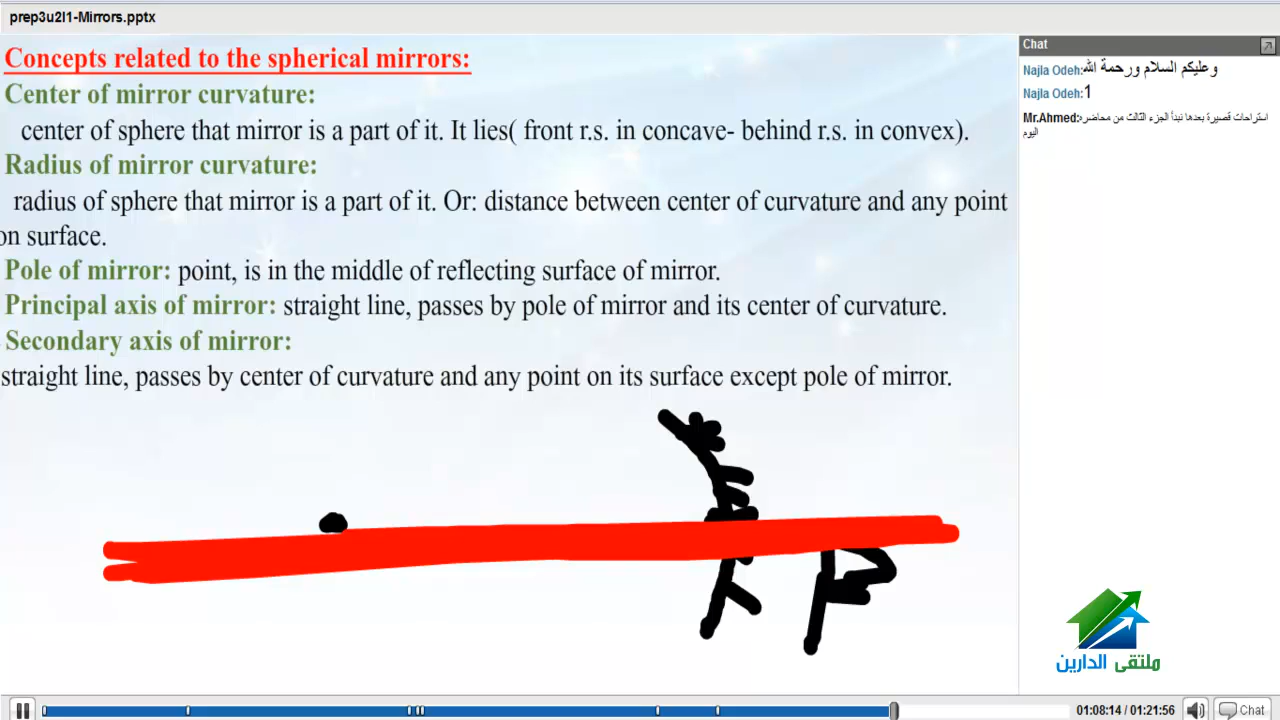 prep3u2l1-Mirrors.pptx
Concepts related to the spherical mirrors:
Center of mirror curvature:
center of sphere that mirror is a part of it. It lies( front r.s. in concave- behind r.s. in convex).
Radius of mirror curvature:
radius of sphere that mirror is a part of it. Or: distance between center of curvature and any point
on surface.
Pole of mirror: point, is in the middle of reflecting surface of mirror.
Principal axis of mirror: straight line, passes by pole of mirror and its center of curvature.
Secondary axis of mirror:
straight line, passes by center of curvature and any point on its surface except pole of mirror.
P
Chat
Najla Odeh: وعليكم السلام ورحمة الله
Najla Odeh: 1
Mr.Ahmed: استراحات قصيرة بعدها نبدأ الجزء الثالث من محاضره
اليوم
ملتقى الدارين
01:08:14 / 01:21:56
Chat